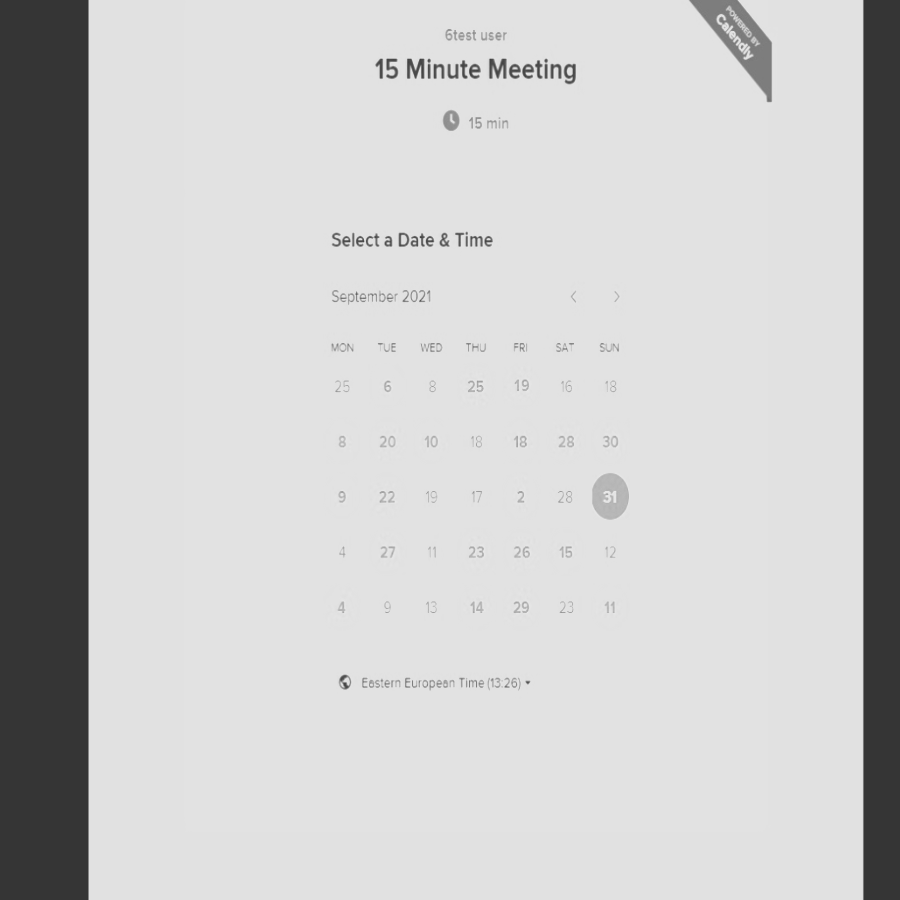 POWERED BY
Calendly
6test user
15 Minute Meeting
15 min
Select a Date & Time
September 2021
MON TUE WED THU FRI SAT SUN
25 6 8 25 19 16 18
8 20 10 18 18 28 30
9 22 19 17 2 28 31
4 27 11 23 26 15 12
4 9 13 14 29 23 11
Eastern European Time (13:26)